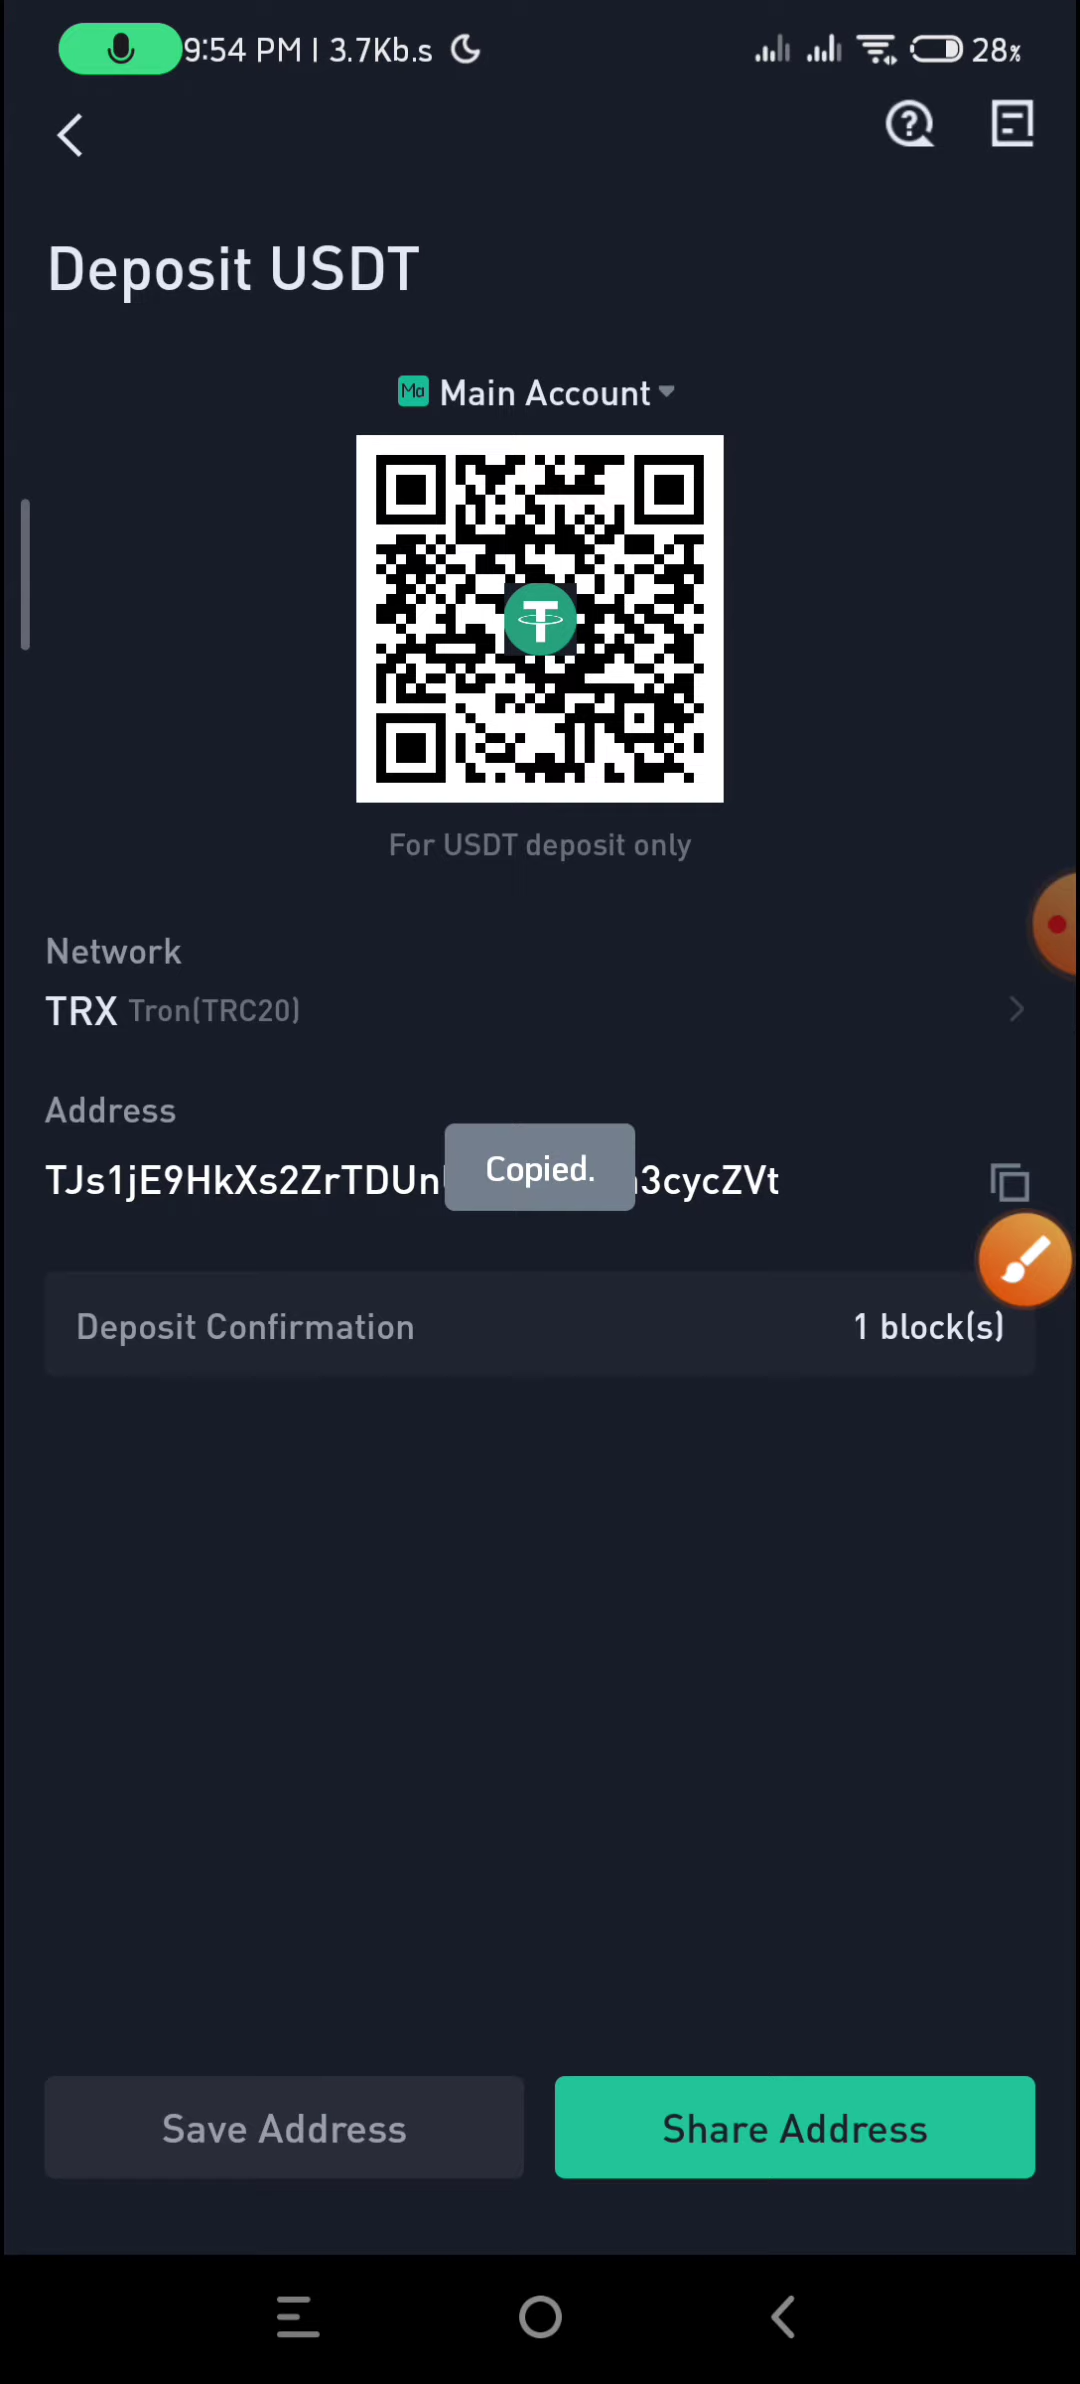 9:54 PM | 3.7Kb.s
28%
Deposit USDT
Ma Main Account
For USDT deposit only
Network
TRX Tron(TRC20)
Address
TJs1jE9HkXs2ZrTDUn
Copied.
3cycZVt
Deposit Confirmation
1 block(s)
Save Address
Share Address